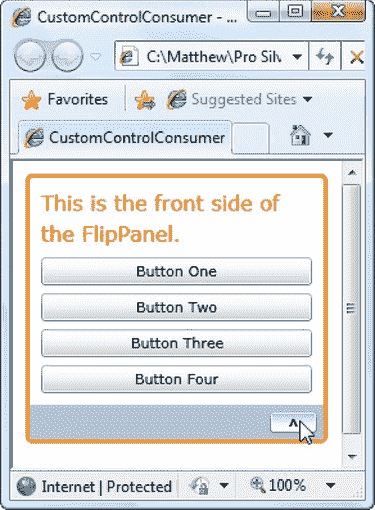 CustomControlConsumer - ...
C:\Matthew\Pro Silv
Favorites
Suggested Sites
CustomControlConsumer
This is the front side of
the FlipPanel.
Button One
Button Two
Button Three
Button Four
^
Internet | Protected
100%